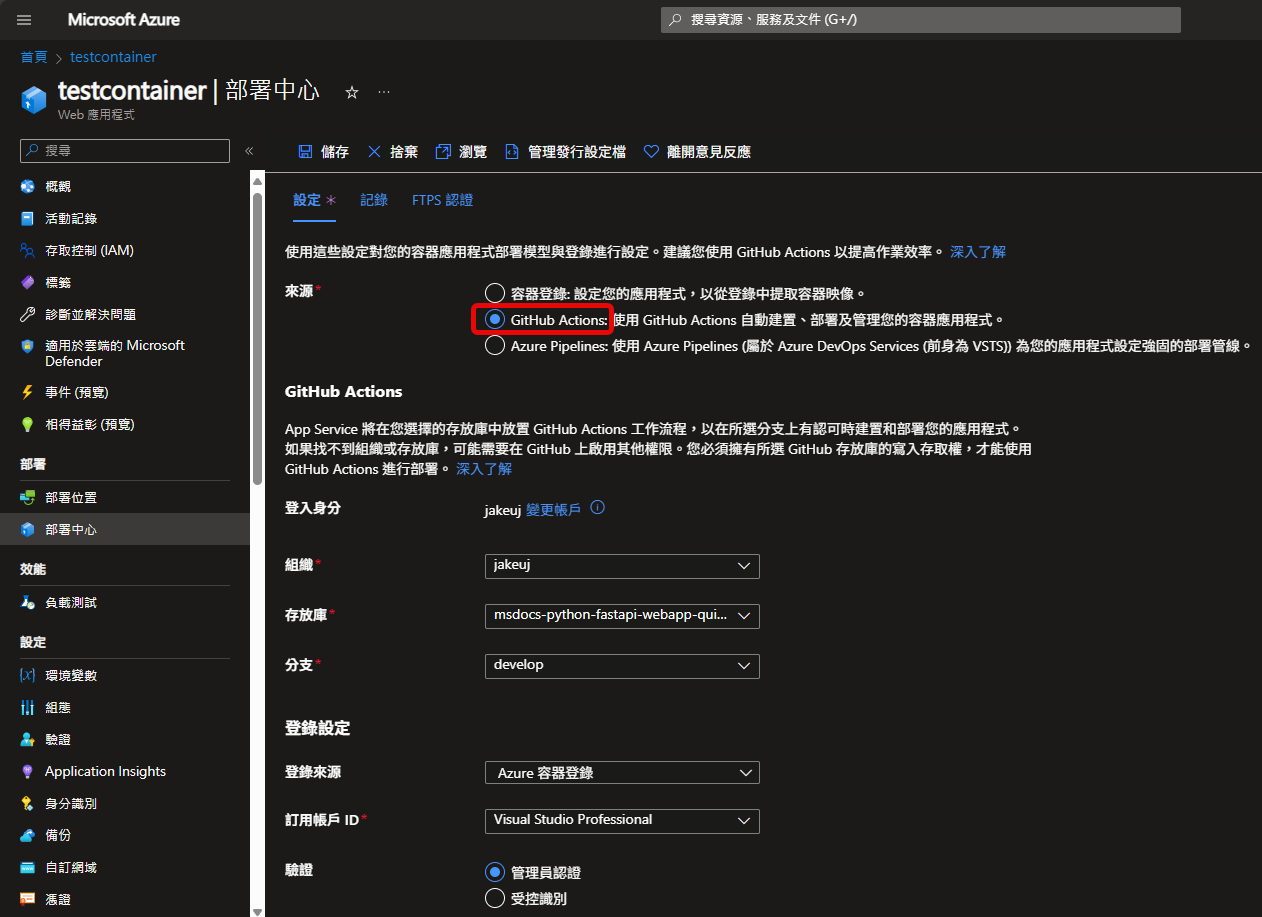 Microsoft Azure
搜尋資源、服務及文件 (G+/)
首頁 > testcontainer
testcontainer | 部署中心 ☆ ...
Web 應用程式
搜尋 «
儲存 捨棄 瀏覽 管理發行設定檔 離開意見反應
概觀
活動記錄
存取控制 (IAM)
標籤
診斷並解決問題
適用於雲端的 Microsoft
Defender
事件 (預覽)
相得益彰 (預覽)
部署
部署位置
部署中心
效能
負載測試
設定
環境變數
組態
驗證
Application Insights
身分識別
備份
自訂網域
憑證
設定 * 記錄 FTPS 認證
使用這些設定對您的容器應用程式部署模型與登錄進行設定。建議您使用 GitHub Actions 以提高作業效率。 深入了解
來源*
容器登錄: 設定您的應用程式，以從登錄中提取容器映像。
GitHub Actions: 使用 GitHub Actions 自動建置、部署及管理您的容器應用程式。
Azure Pipelines: 使用 Azure Pipelines (屬於 Azure DevOps Services (前身為 VSTS)) 為您的應用程式設定強固的部署管線。
GitHub Actions
App Service 將在您選擇的存放庫中放置 GitHub Actions 工作流程，以在所選分支上有認可時建置和部署您的應用程式。
如果找不到組織或存放庫，可能需要在 GitHub 上啟用其他權限。您必須擁有所選 GitHub 存放庫的寫入存取權，才能使用
GitHub Actions 進行部署。 深入了解
登入身分 jakeuj 變更帳戶
組織* jakeuj
存放庫* msdocs-python-fastapi-webapp-qui...
分支* develop
登錄設定
登錄來源 Azure 容器登錄
訂用帳戶 ID* Visual Studio Professional
驗證 管理員認證
受控識別